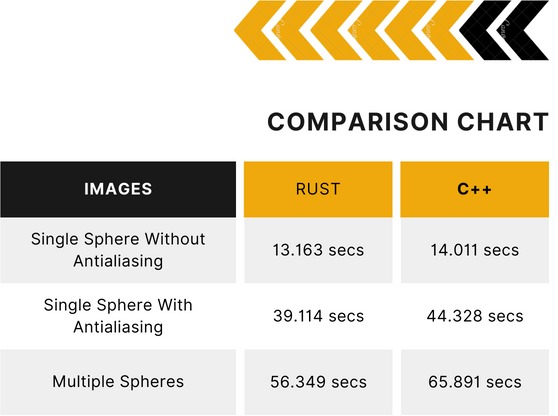 COMPARISON CHART
IMAGES RUST C++
Single Sphere Without
Antialiasing
13.163 secs 14.011 secs
Single Sphere With
Antialiasing
39.114 secs 44.328 secs
Multiple Spheres 56.349 secs 65.891 secs